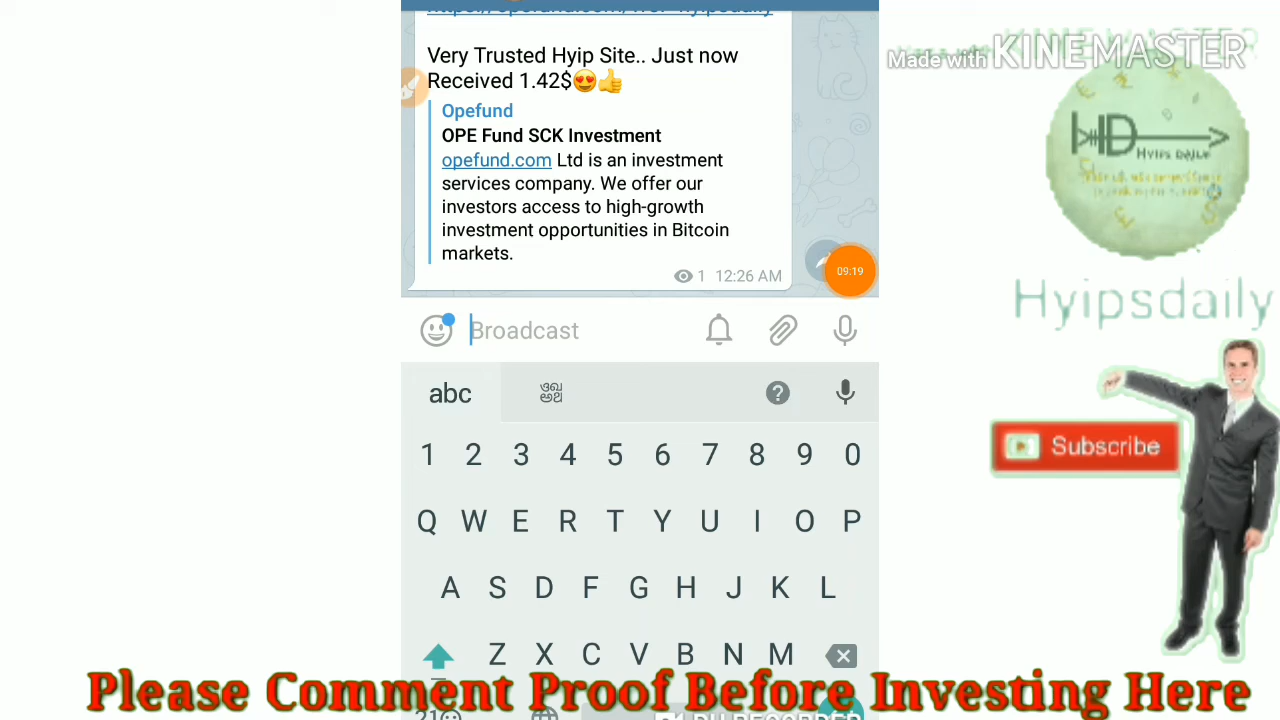 Very Trusted Hyip Site.. Just now
Received 1.42$😍👍
Opefund
OPE Fund SCK Investment
opefund.com Ltd is an investment
services company. We offer our
investors access to high-growth
investment opportunities in Bitcoin
markets.
1 12:26 AM
09:19
Broadcast
abc
1 2 3 4 5 6 7 8 9 0
Q W E R T Y U I O P
A S D F G H J K L
Z X C V B N M
Made with KINEMASTER
HD
Hyips Daily
Hyipsdaily
Subscribe
Please Comment Proof Before Investing Here